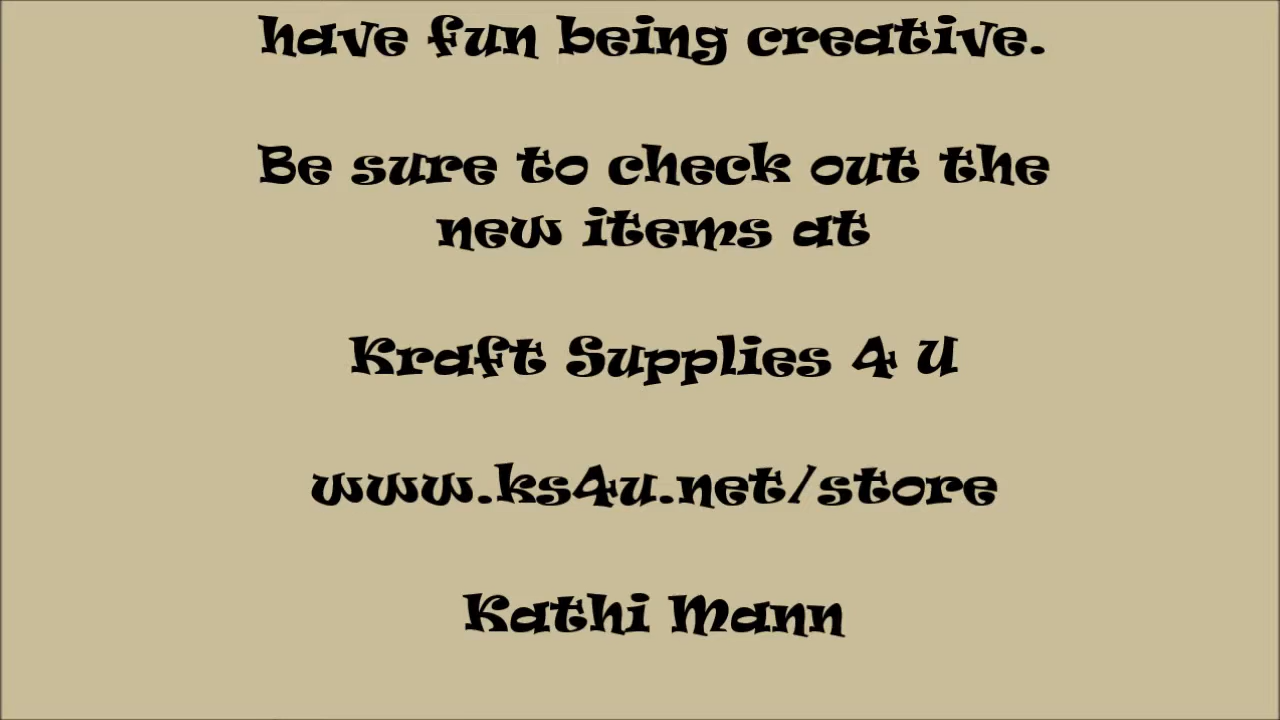 have fun being creative.
Be sure to check out the
new items at
Kraft Supplies 4 U
www.ks4u.net/store
Kathi Mann